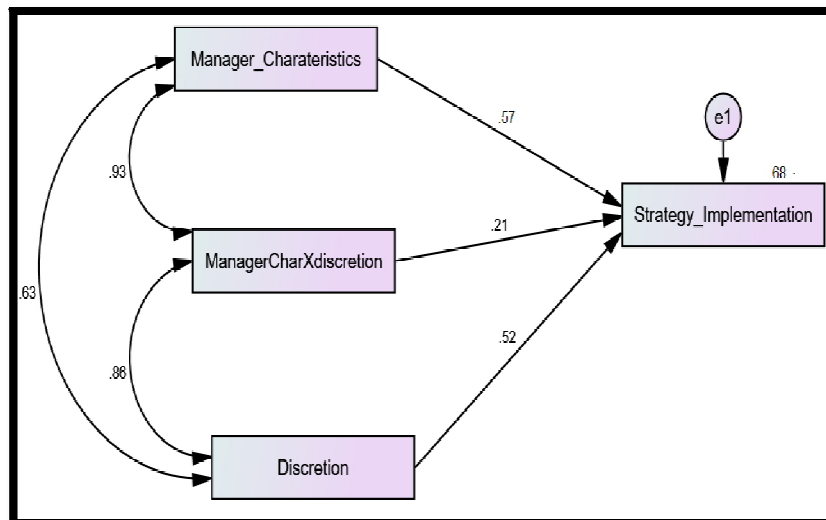 Manager_Charateristics
.57
e1
.93
68
Strategy_Implementation
.21
ManagerCharXdiscretion
.63
.52
.86
Discretion